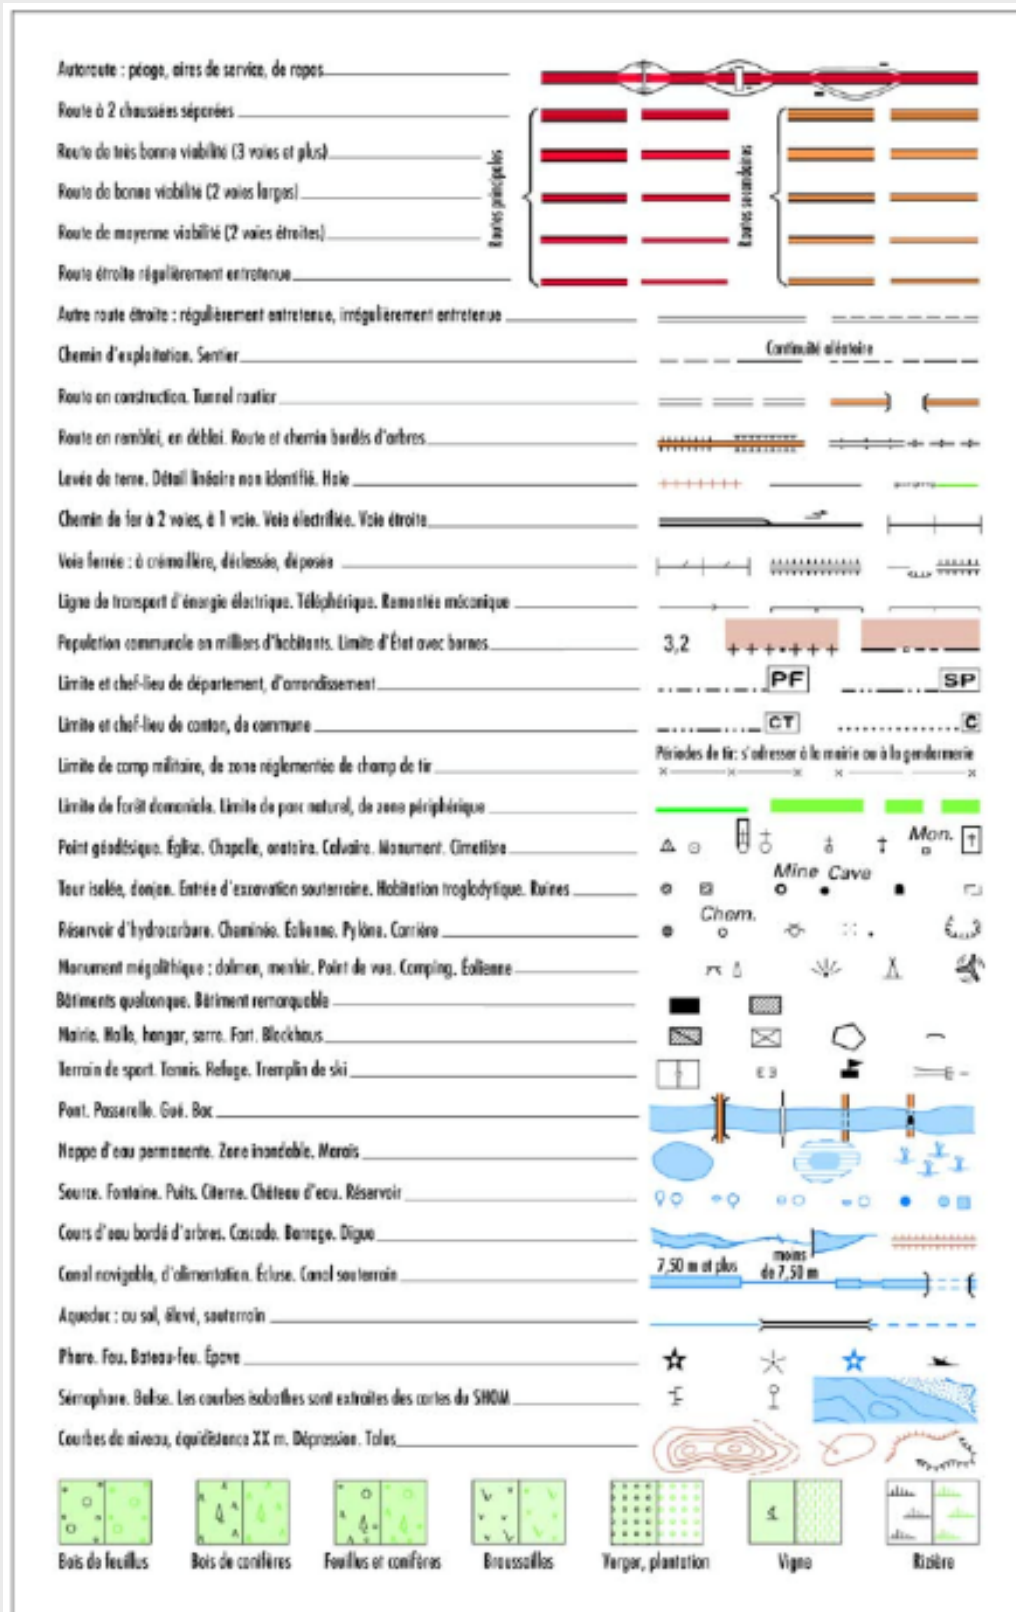 Autoroute : péage, aires de service, de repos
Route à 2 chaussées séparées
Route de très bonne viabilité (3 voies et plus)
Route de bonne viabilité (2 voies larges)
Route de moyenne viabilité (2 voies étroites)
Route étroite régulièrement entretenue
Routes principales
Routes secondaires
Autre route étroite : régulièrement entretenue, irrégulièrement entretenue
Chemin d'exploitation. Sentier
Continuité aléatoire
Route en construction. Tunnel routier
Route en remblai, en déblai. Route et chemin bordés d'arbres
Levée de terre. Détail linéaire non identifié. Haie
Chemin de fer à 2 voies, à 1 voie. Voie électrifiée. Voie étroite
Voie ferrée : à crémaillère, déclassée, déposée
Ligne de transport d'énergie électrique. Téléphérique. Remontée mécanique
Population communale en milliers d'habitants. Limite d'État avec bornes
3,2
Limite et chef-lieu de département, d'arrondissement
PF SP
Limite et chef-lieu de canton, de commune
CT C
Limite de camp militaire, de zone réglementée de champ de tir
Périodes de tir: s'adresser à la mairie ou à la gendarmerie
Limite de forêt domaniale. Limite de parc naturel, de zone périphérique
Point géodésique. Église. Chapelle, oratoire. Calvaire. Monument. Cimetière
Mon.
Tour isolée, donjon. Entrée d'excavation souterraine. Habitation troglodytique. Ruines
Mine Cave
Réservoir d'hydrocarbure. Cheminée. Éolienne. Pylône. Carrière
Chem.
Monument mégolithique : dolmen, menhir. Point de vue. Camping. Éolienne
Bâtiments quelconque. Bâtiment remarquable
Mairie. Halle, hangar, serre. Fort. Blockhaus
Terrain de sport. Tennis. Refuge. Tremplin de ski
Pont. Passerelle. Gué. Bac
Nappe d'eau permanente. Zone inondable. Marais
Source. Fontaine. Puits. Citerne. Château d'eau. Réservoir
Cours d'eau bordé d'arbres. Cascade. Barrage. Digue
Canal navigable, d'alimentation. Écluse. Canal souterrain
7,50 m et plus
moins
de 7,50 m
Aqueduc : au sol, élevé, souterrain
Phare. Feu. Bateau-feu. Épave
Sémaphore. Balise. Les courbes isobathes sont extraites des cartes du SHOM
Courbes de niveau, équidistance XX m. Dépression. Talus
Bois de feuillus
Bois de conifères
Feuillus et conifères
Broussailles
Verger, plantation
Vigne
Rizière